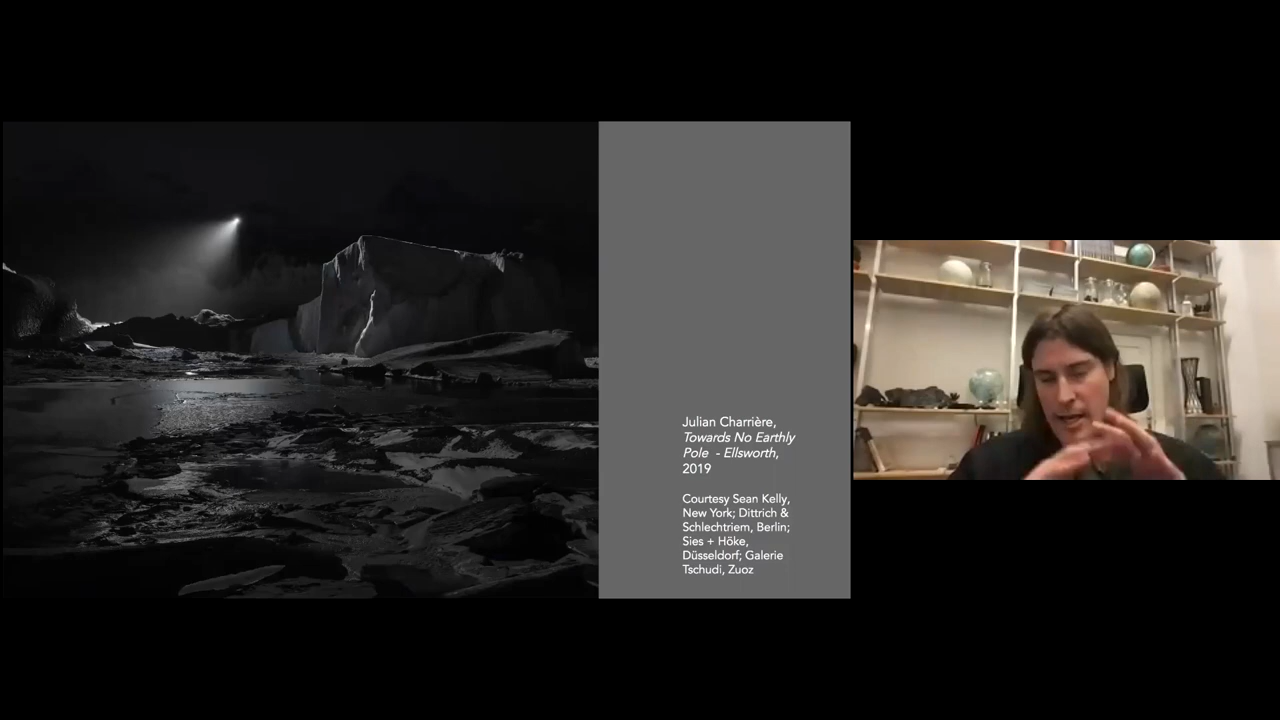 Julian Charrière,
Towards No Earthly
Pole - Ellsworth,
2019
Courtesy Sean Kelly,
New York; Dittrich &
Schlechtriem, Berlin;
Sies + Höke,
Düsseldorf; Galerie
Tschudi, Zuoz